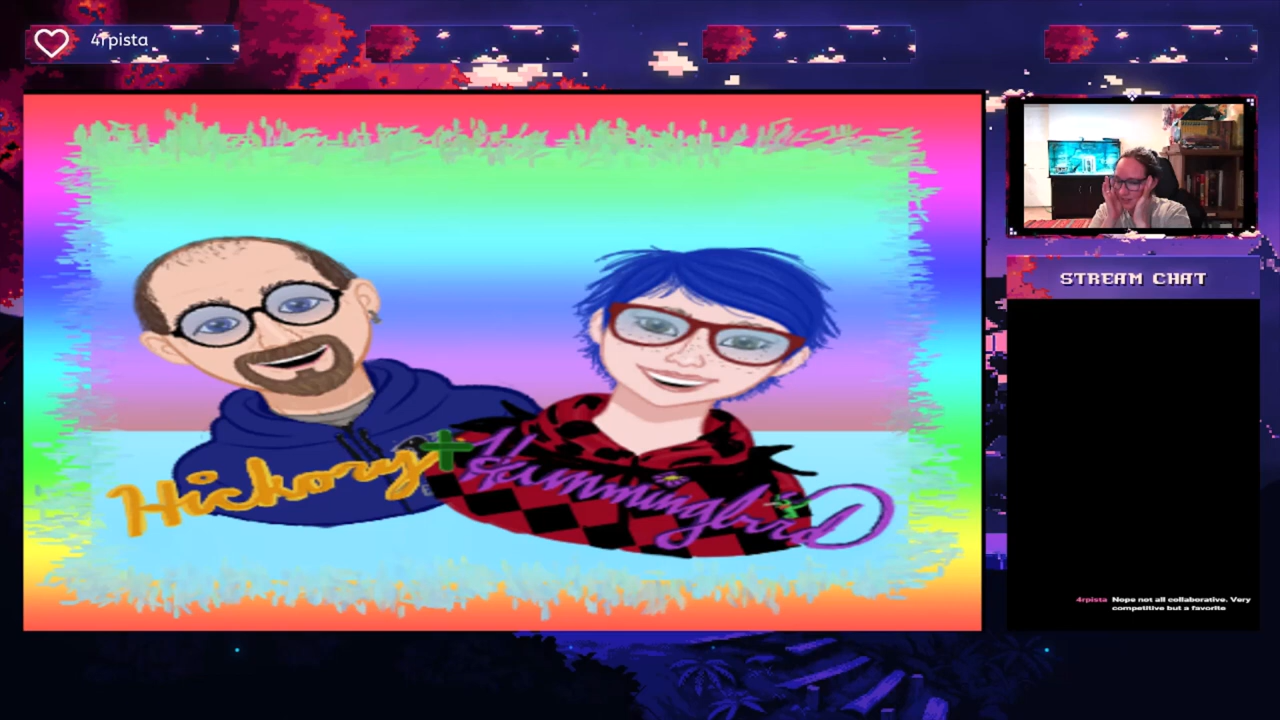 4rpista
STREAM CHAT
Hickory + Hummingbird
4rpista Nope not all collaborative. Very
competitive but a favorite